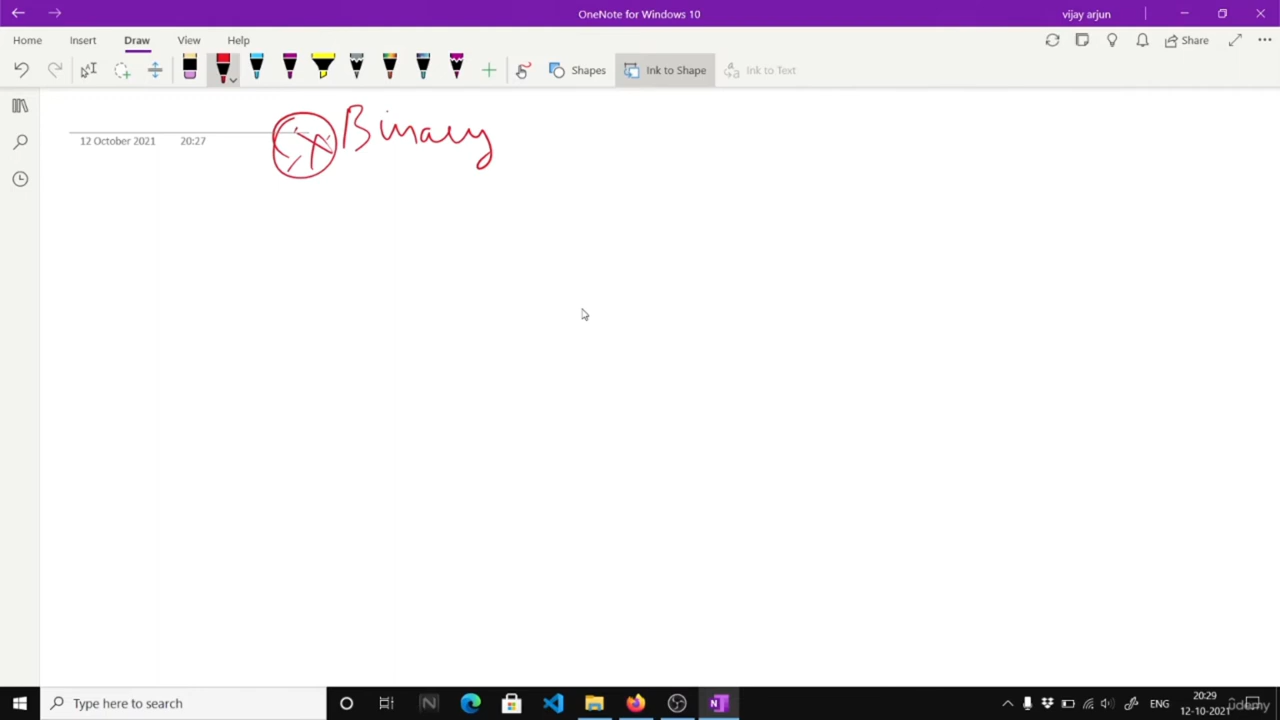 OneNote for Windows 10
vijay arjun
Home Insert Draw View Help
Share
Shapes Ink to Shape Ink to Text
Binary
12 October 2021 20:27
Type here to search
N
N
ENG
20:29
12-10-2021
udemy